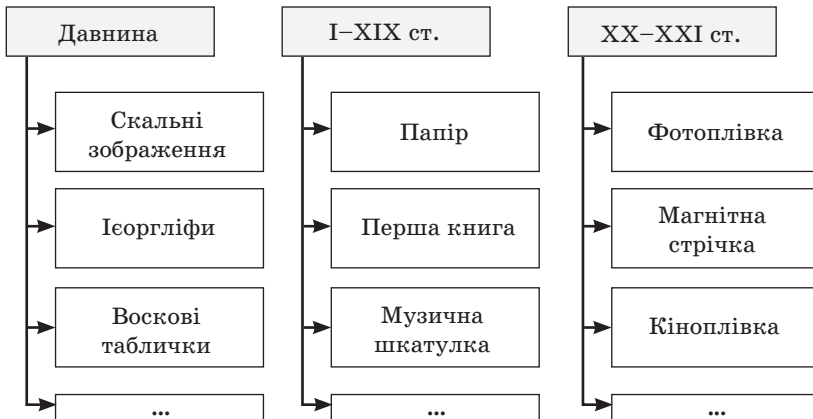 Давнина
Скальні
зображення
Ієоргліфи
Воскові
таблички
...
I–XIX ст.
Папір
Перша книга
Музична
шкатулка
...
XX–XXI ст.
Фотоплівка
Магнітна
стрічка
Кіноплівка
...